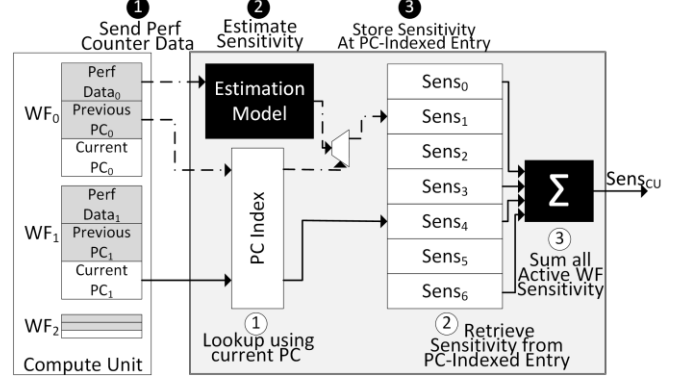 1
Send Perf
Counter Data
2
Estimate
Sensitivity
3
Store Sensitivity
At PC-Indexed Entry
WF0
Perf
Data0
Previous
PC0
Current
PC0
WF1
Perf
Data1
Previous
PC1
Current
PC1
WF2
Compute Unit
Estimation
Model
PC Index
1
Lookup using
current PC
Sens0
Sens1
Sens2
Sens3
Sens4
Sens5
Sens6
2 Retrieve
Sensitivity from
PC-Indexed Entry
Σ
SensCU
3
Sum all
Active WF
Sensitivity